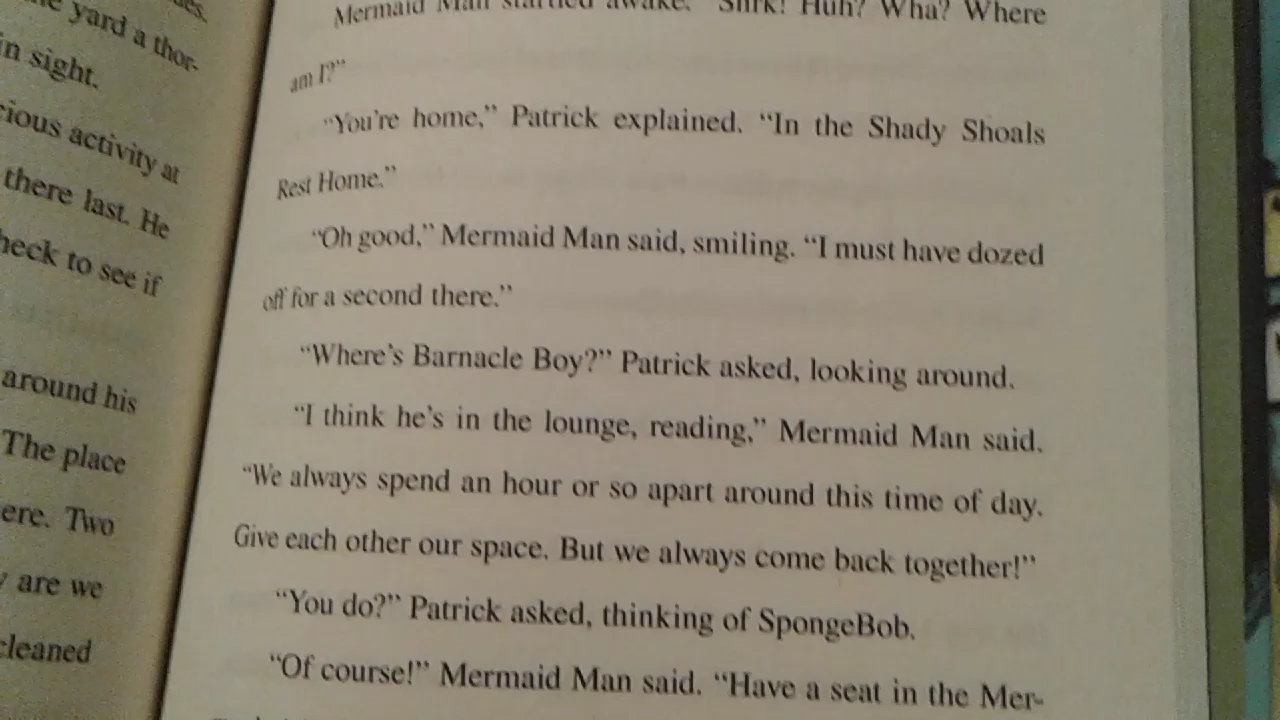 yard a thor-
in sight.
activity at
there last. He
to see if
around his
The place
Two
are we
cleaned
Mermaid Man startled awake. "Snrk! Huh? Wha? Where
am I?"
"You're home," Patrick explained. "In the Shady Shoals
Rest Home."
"Oh good," Mermaid Man said, smiling. "I must have dozed
off for a second there."
"Where's Barnacle Boy?" Patrick asked, looking around.
"I think he's in the lounge, reading," Mermaid Man said.
"We always spend an hour or so apart around this time of day.
Give each other our space. But we always come back together!"
"You do?" Patrick asked, thinking of SpongeBob.
"Of course!" Mermaid Man said. "Have a seat in the Mer-